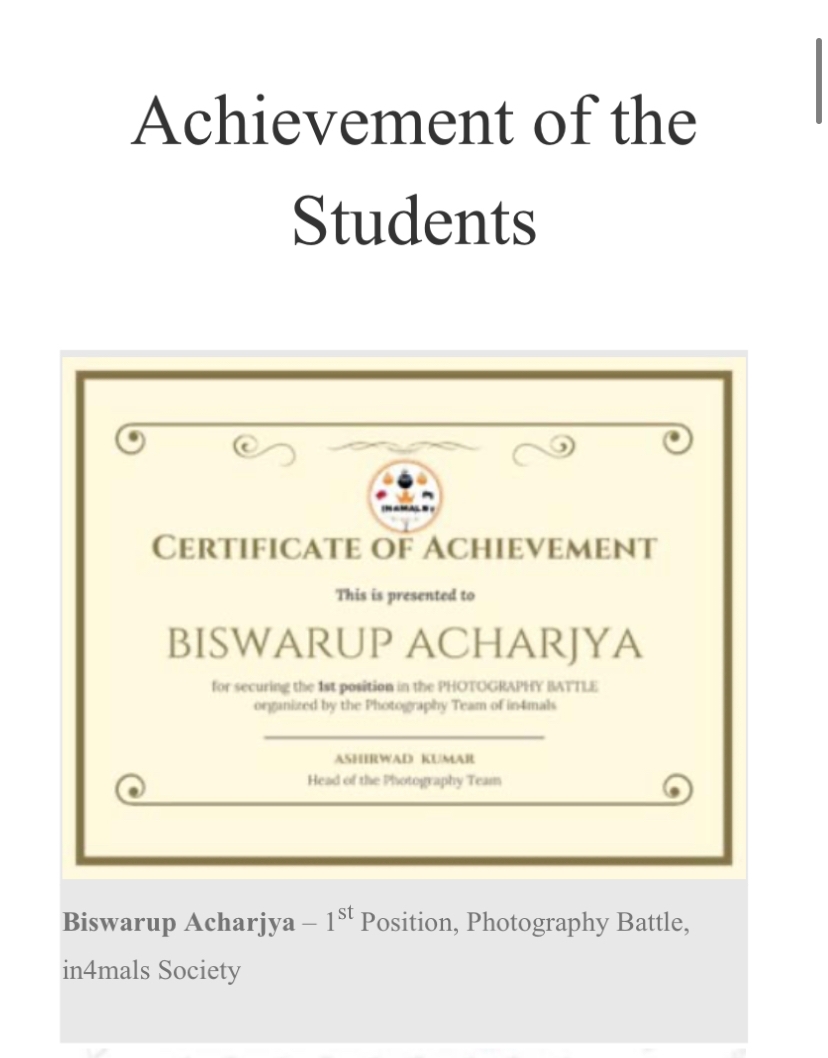 Achievement of the
Students
IN4MALS
CERTIFICATE OF ACHIEVEMENT
This is presented to
BISWARUP ACHARJYA
for securing the 1st position in the PHOTOGRAPHY BATTLE
organized by the Photography Team of in4mals
ASHIRWAD KUMAR
Head of the Photography Team
Biswarup Acharjya – 1st Position, Photography Battle,
in4mals Society